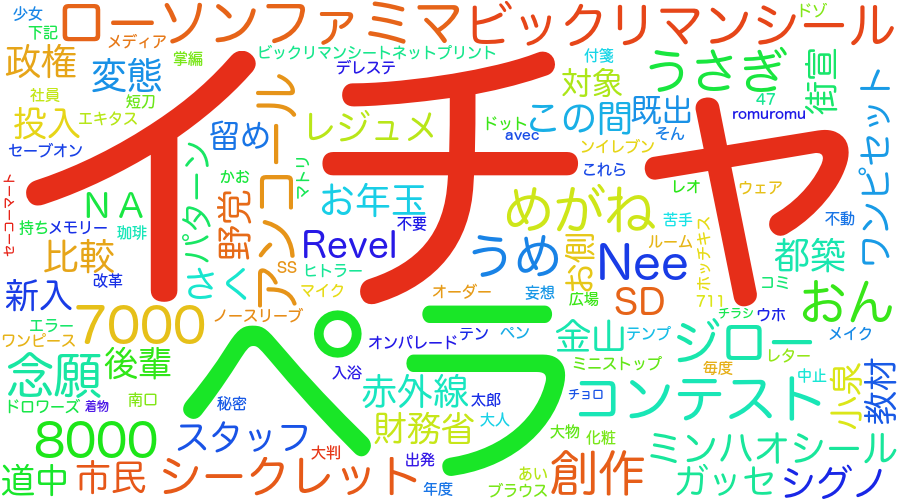 少女
ローソンファミマ
ビックリマンシール
ドゾ
下記
メディア
政権
変態
掌編
ビックリマンシートネットプリント
デレステ
付箋
うさぎ
街宣
対象
社員
短刀
投入
エキタス
留め
アンコール
レジュメ
ドット
この間
既出
47
romuromu
avec
そん
セーブオン
ソイレブン
ワンピセット
イチャ
パターン
マトリ
かお
これら
レオ
ウェア
セーヒーマート
NA
野党
お年玉
めがね
持ち
メモリー
珈琲
不要
苦手
不動
比較
Revel
うめ
お側
ホッチキス
ルーム
都築
改革
さく
SS
ヒトラー
Nee
コミ
新入
マイク
オーダー
妄想
広場
SD
711
おん
7000
ノースリーブ
チラシ
ウホ
エラー
ワンピース
ペラ
オンパレード
テン
ペン
金山
テンプ
ジロー
メイク
後輩
念願
入浴
ミニストップ
毎度
レター
赤外線
太郎
チョロ
コンテスト
中止
小泉
教材
ドロワーズ
着物
南口
秘密
大人
8000
スタッフ
財務省
大物
化粧
ミンハオシール
大判
出発
道中
市民
シークレット
あい
創作
ガッセ
シグノ
年度
ブラウス